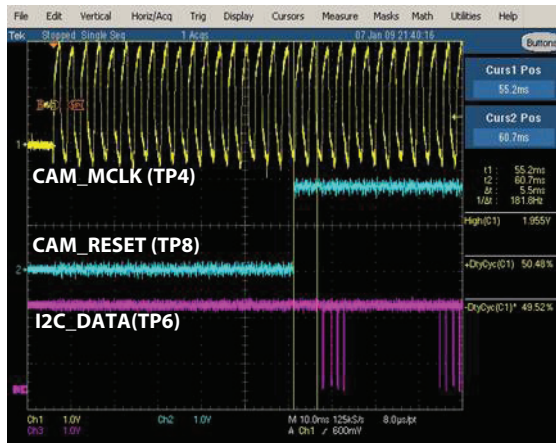 File Edit Vertical Horiz/Acq Trig Display Cursors Measure Masks Math Utilities Help
Tek Stopped Single Seq 1 Acqs 07 Jan 09 21:40:16
Buttons
Curs1 Pos
55.2ms
Curs2 Pos
60.7ms
t1: 55.2ms
t2: 60.7ms
Δt: 5.5ms
1/Δt: 181.8Hz
1
CAM_MCLK (TP4)
High(C1) 1.955V
CAM_RESET (TP8)
+DtyCyc(C1) 50.48%
2
I2C_DATA(TP6)
-DtyCyc(C1)* 49.52%
Ch1 1.0V Ch2 1.0V M 10.0ms 125kS/s 8.0µs/pt
Ch3 1.0V A Ch1 ∕ 600mV